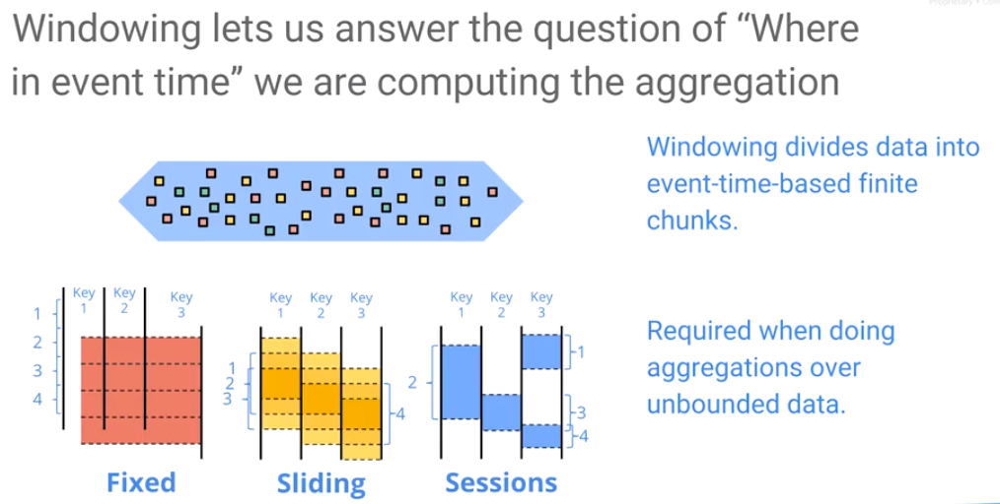 Proprietary + Con
Windowing lets us answer the question of “Where
in event time” we are computing the aggregation
Windowing divides data into
event-time-based finite
chunks.
Required when doing
aggregations over
unbounded data.
Key Key Key
1 2 3
1
2
3
4
Fixed
Key Key Key
1 2 3
1
2
3
4
Sliding
Key Key Key
1 2 3
1
2
3
4
Sessions